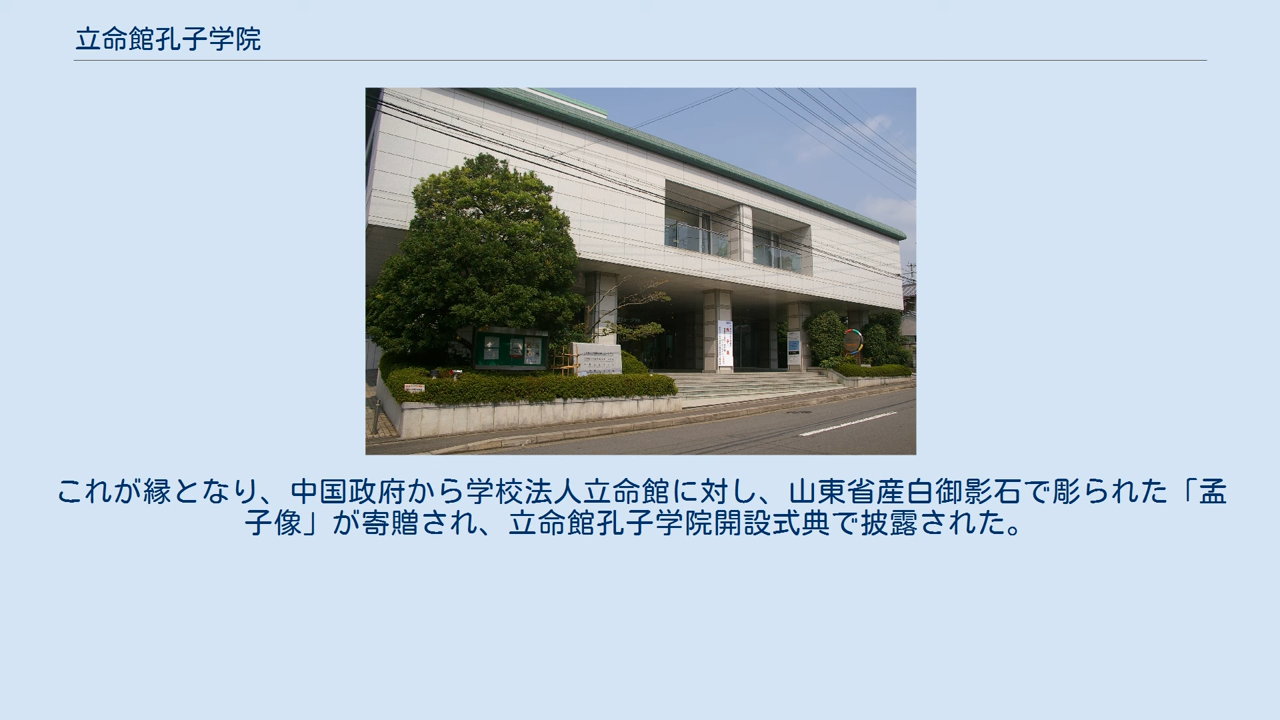 立命館孔子学院
これが縁となり、中国政府から学校法人立命館に対し、山東省産白御影石で彫られた「孟
子像」が寄贈され、立命館孔子学院開設式典で披露された。